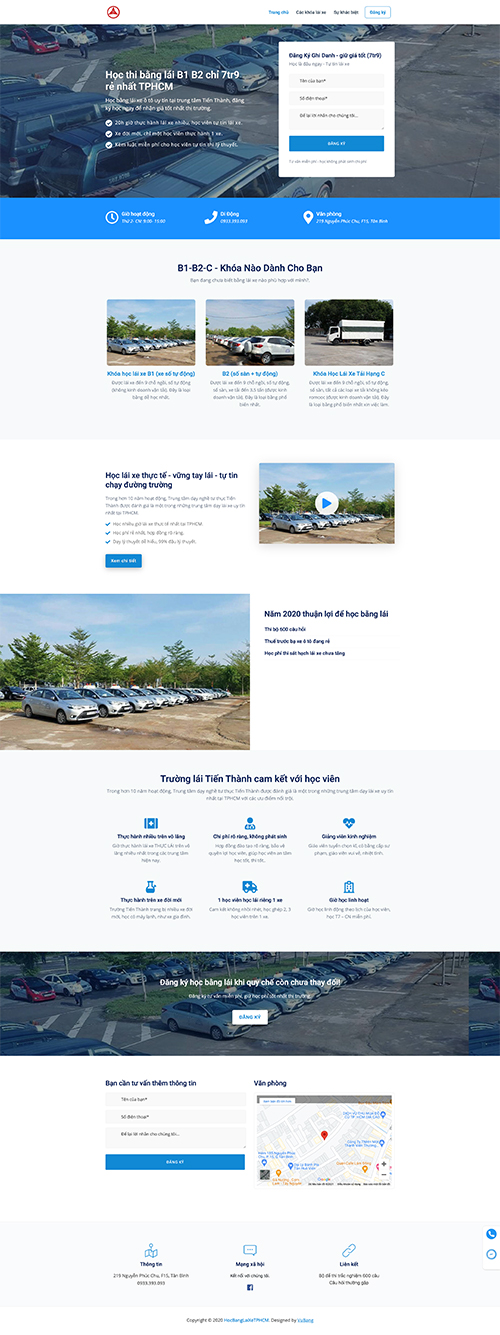 Trang chủ Các khóa lái xe Sự khác biệt Đăng ký
Học thi bằng lái B1 B2 chỉ 7tr9
rẻ nhất TPHCM
Học bằng lái xe ô tô uy tín tại trung tâm Tiến Thành, đăng
ký học ngay để nhận giá tốt nhất thị trường.
20h giờ thực hành lái xe nhiều, học viên tự tin lái xe.
Xe đời mới, chỉ một học viên thực hành 1 xe.
Kèm luật miễn phí cho học viên tự tin thi lý thuyết.
Đăng Ký Ghi Danh - giữ giá tốt (7tr9)
Học lái đầu ngay - Tự tin lái xe
Tên của bạn*
Số điện thoại*
Để lại lời nhắn cho chúng tôi...
ĐĂNG KÝ
Tư vấn miễn phí - học không phát sinh chi phí
Giờ hoạt động
Thứ 2- CN: 9:00- 15:00
Di Động
0933.393.093
Văn phòng
219 Nguyễn Phúc Chu, F15, Tân Bình
B1-B2-C - Khóa Nào Dành Cho Bạn
Bạn đang chưa biết bằng lái xe nào phù hợp với mình?.
Khóa học lái xe B1 (xe số tự động)
Được lái xe đến 9 chỗ ngồi, số tự động
(không kinh doanh vận tải). Đây là loại
bằng dễ học nhất.
B2 (số sàn + tự động)
Được lái xe đến 9 chỗ ngồi, số tự động,
số sàn, xe tải đến 3,5 tấn (được kinh
doanh vận tải). Đây là loại bằng phổ
biến nhất.
Khóa Học Lái Xe Tải Hạng C
Được lái xe đến 9 chỗ ngồi, số tự động,
số sàn, tất cả các loại xe tải không kéo
romooc (được kinh doanh vận tải). Đây
là loại bằng phổ biến nhất xin việc làm.
Học lái xe thực tế - vững tay lái - tự tin
chạy đường trường
Trong hơn 10 năm hoạt động, Trung tâm dạy nghề tư thục Tiến
Thành được đánh giá là một trong những trung tâm dạy lái xe uy tín
nhất tại TPHCM.
Học nhiều giờ lái xe thực tế nhất tại TPHCM.
Học phí rẻ nhất, hợp đồng rõ ràng.
Dạy lý thuyết dễ hiểu, 99% đậu lý thuyết.
Xem chi tiết
Năm 2020 thuận lợi để học bằng lái
Thi bộ 600 câu hỏi
Thuế trước bạ xe ô tô đang rẻ
Học phí thi sát hạch lái xe chưa tăng
Trường lái Tiến Thành cam kết với học viên
Trong hơn 10 năm hoạt động, Trung tâm dạy nghề tư thục Tiến Thành được đánh giá là một trong những trung tâm dạy lái xe uy tín
nhất tại TPHCM với các ưu điểm nổi trội.
Thực hành nhiều trên vô lăng
Giờ thực hành lái xe THỰC LÁI trên vô
lăng nhiều nhất trong các trung tâm
hiện nay.
Chi phí rõ ràng, không phát sinh
Hợp đồng đào tạo rõ ràng, bảo vệ
quyền lợi học viên, giúp học viên an tâm
học tốt, thi tốt.
Giảng viên kinh nghiệm
Giáo viên tuyển chọn kĩ, có bằng cấp sư
phạm, giáo viên vui vẻ, nhiệt tình.
Thực hành trên xe đời mới
Trường Tiến Thành trang bị nhiều xe đời
mới, học có máy lạnh, như xe gia đình.
1 học viên học lái riêng 1 xe
Cam kết không nhồi nhét, học ghép 2, 3
học viên trên 1 xe.
Giờ học linh hoạt
Giờ học linh động theo lịch của học viên,
học T7 - CN miễn phí.
Đăng ký học bằng lái khi quy chế còn chưa thay đổi!
Đăng ký tư vấn miễn phí, giữ học phí tốt nhất thị trường.
ĐĂNG KÝ
Bạn cần tư vấn thêm thông tin
Tên của bạn*
Số điện thoại*
Để lại lời nhắn cho chúng tôi...
ĐĂNG KÝ
Văn phòng
Google
Thông tin
219 Nguyễn Phúc Chu, F15, Tân Bình
0933.393.093
Mạng xã hội
Kết nối với chúng tôi.
Liên kết
Bộ đề thi trắc nghiệm 600 câu
Câu hỏi thường gặp
Copyright © 2020 HocBangLaiXeTPHCM. Designed by Vutrong